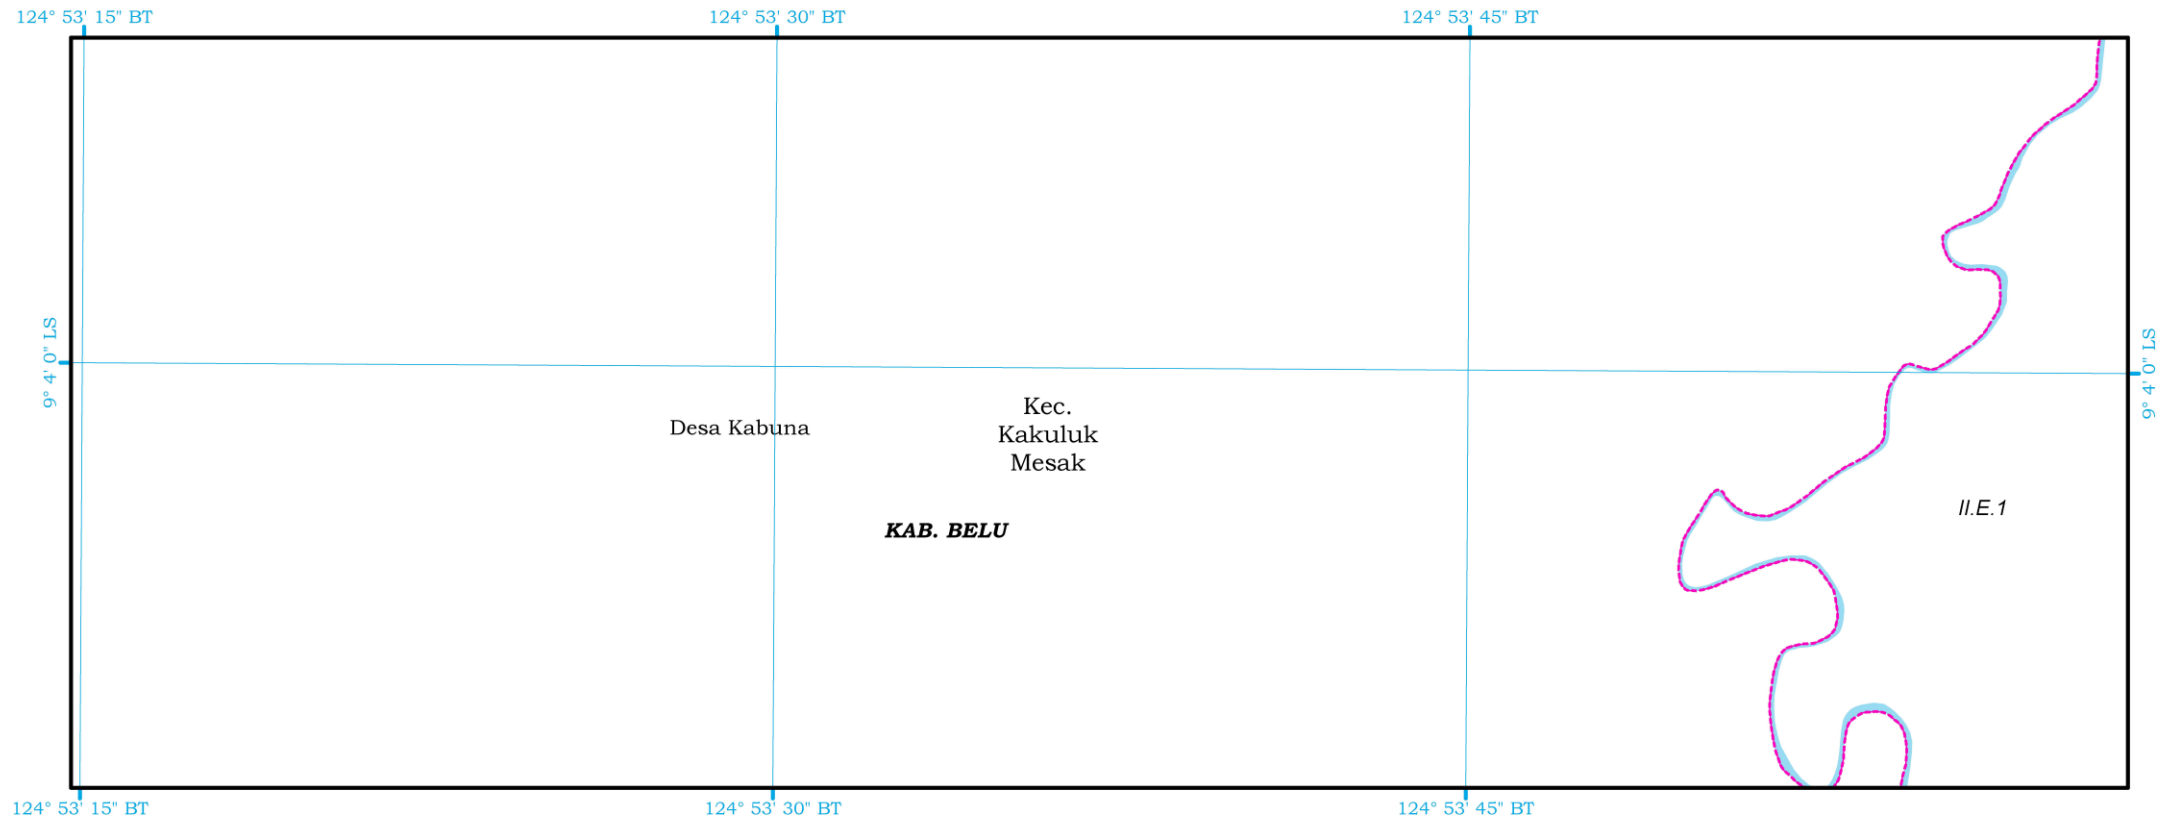 124° 53' 15" BT
124° 53' 30" BT
124° 53' 45" BT
9° 4' 0" LS
9° 4' 0" LS
Kec.
Kakuluk
Mesak
Desa Kabuna
II.E.1
KAB. BELU
124° 53' 15" BT
124° 53' 30" BT
124° 53' 45" BT